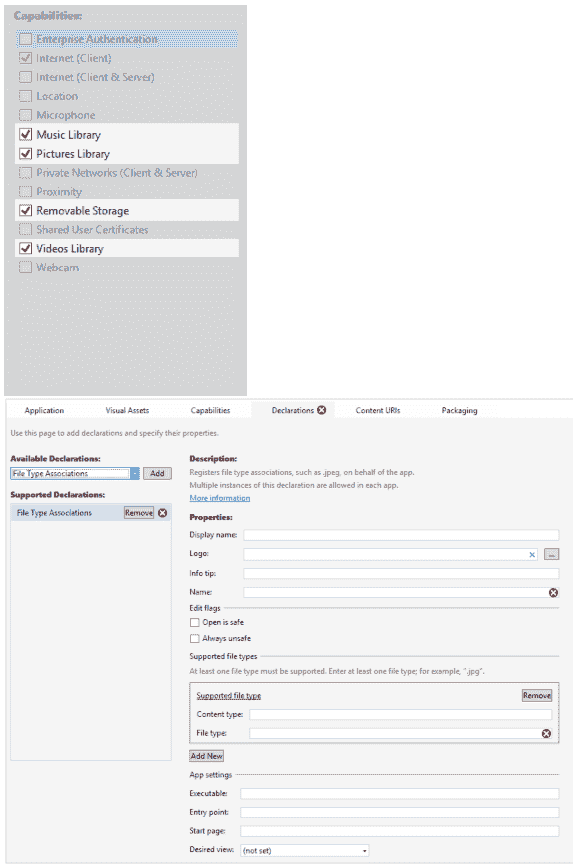 Capabilities:
Enterprise Authentication
Internet (Client)
Internet (Client & Server)
Location
Microphone
Music Library
Pictures Library
Private Networks (Client & Server)
Proximity
Removable Storage
Shared User Certificates
Videos Library
Webcam
Application Visual Assets Capabilities Declarations Content URIs Packaging
Use this page to add declarations and specify their properties.
Available Declarations:
File Type Associations Add
Supported Declarations:
File Type Associations Remove
Description:
Registers file type associations, such as .jpeg, on behalf of the app.
Multiple instances of this declaration are allowed in each app.
More information
Properties:
Display name:
Logo: x ...
Info tip:
Name:
Edit flags
Open is safe
Always unsafe
Supported file types
At least one file type must be supported. Enter at least one file type; for example, ".jpg".
Supported file type Remove
Content type:
File type:
Add New
App settings
Executable:
Entry point:
Start page:
Desired view: (not set)